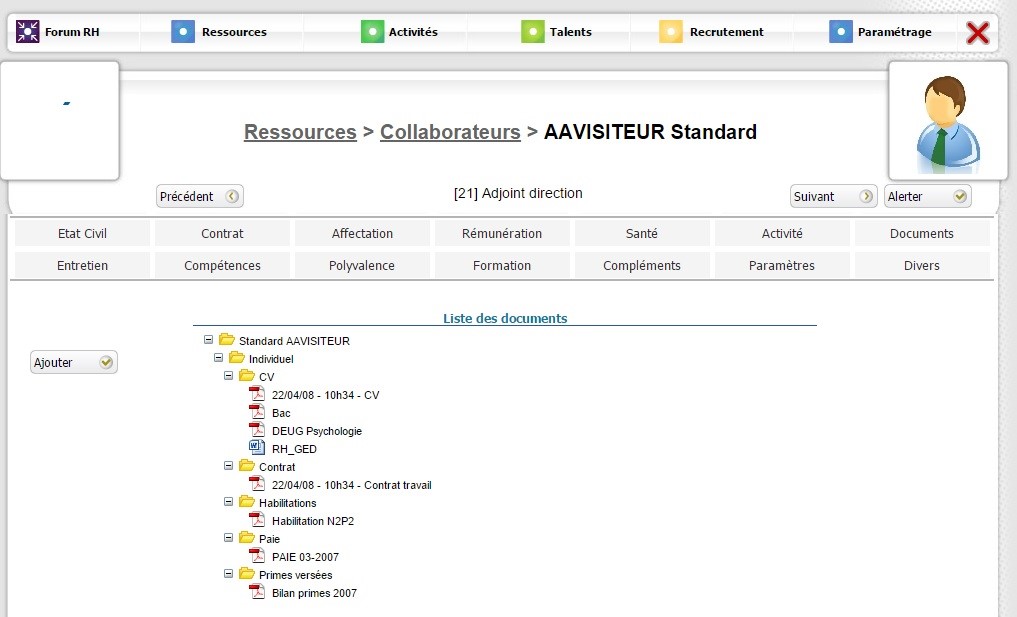 Forum RH Ressources Activités Talents Recrutement Paramétrage
Ressources > Collaborateurs > AAVISITEUR Standard
Précédent [21] Adjoint direction Suivant Alerter
Etat Civil Contrat Affectation Rémunération Santé Activité Documents
Entretien Compétences Polyvalence Formation Compléments Paramètres Divers
Liste des documents
Standard AAVISITEUR
Ajouter
Individuel
CV
22/04/08 - 10h34 - CV
Bac
DEUG Psychologie
RH_GED
Contrat
22/04/08 - 10h34 - Contrat travail
Habilitations
Habilitation N2P2
Paie
PAIE 03-2007
Primes versées
Bilan primes 2007